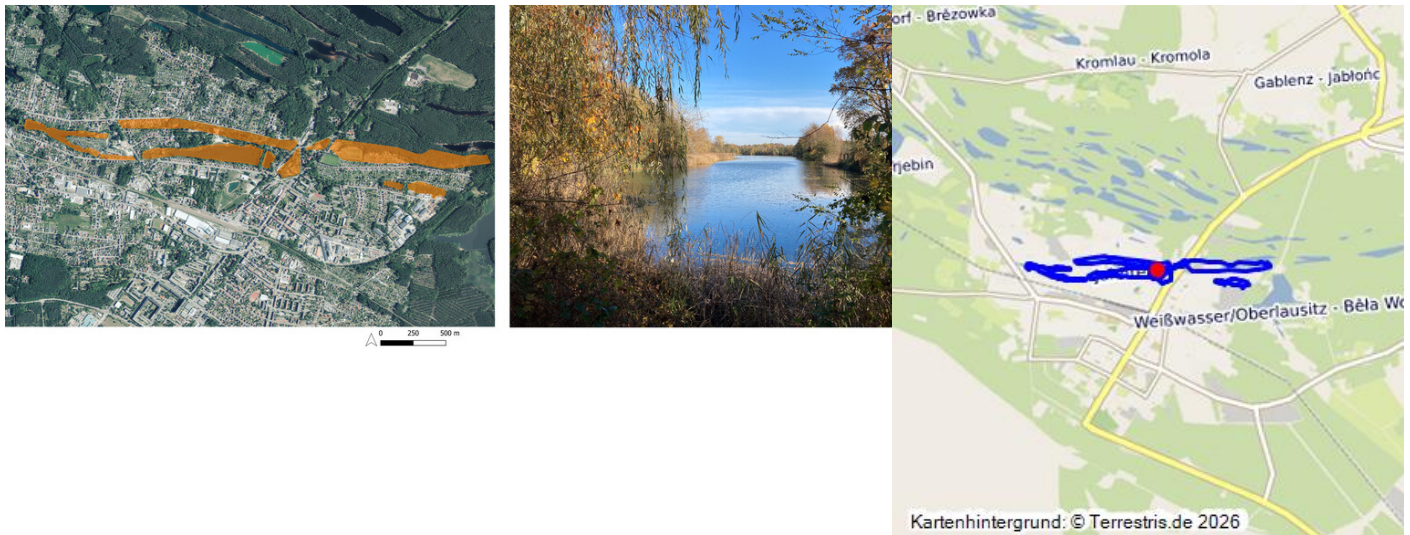 0 250 500 m
orf - Brězowka
Kromlau - Kromola
Gablenz - Jabłońc
rjebin
Weißwasser/Oberlausitz - Běła Wo
Kartenhintergrund: © Terrestris.de 2026